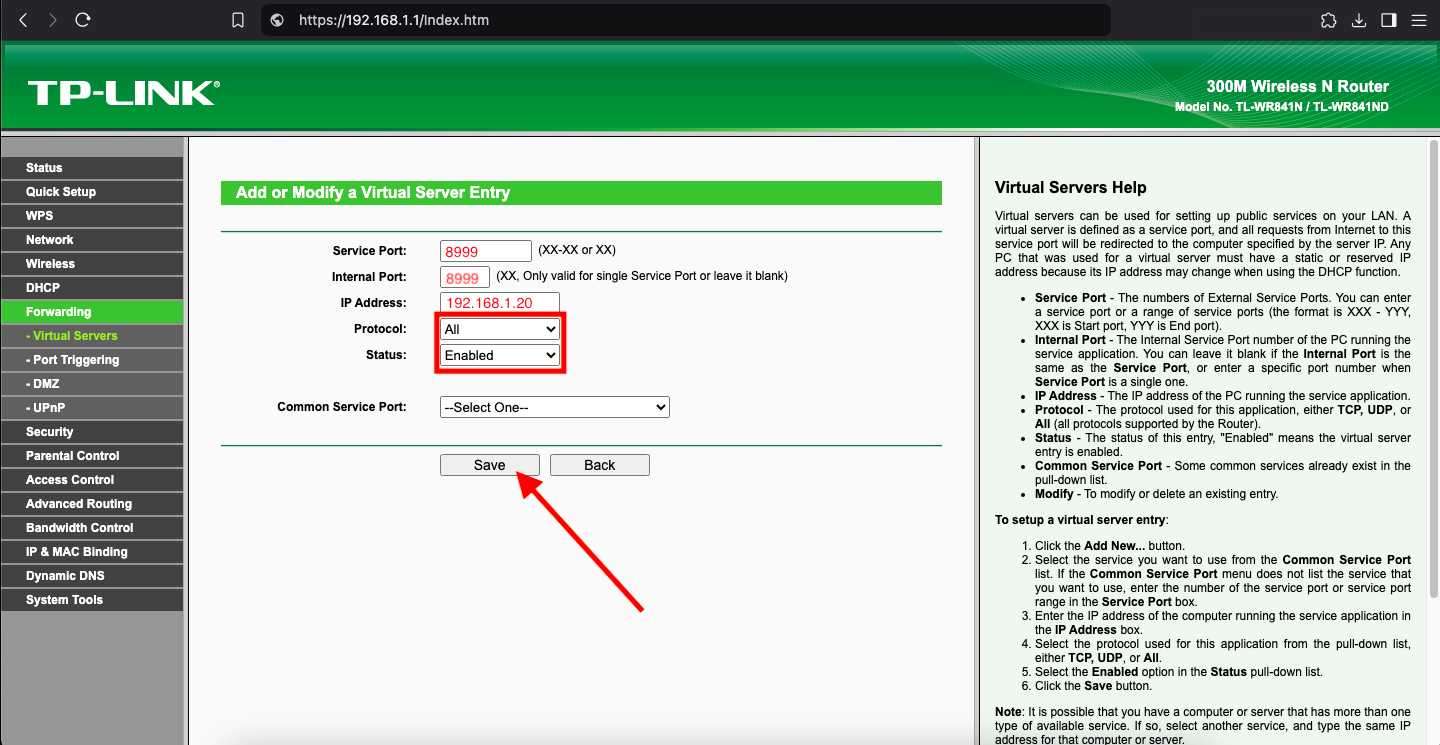 https://192.168.1.1/Index.htm
TP-LINK®
300M Wireless N Router
Model No. TL-WR841N / TL-WR841ND
Status
Quick Setup
WPS
Network
Wireless
DHCP
Forwarding
- Virtual Servers
- Port Triggering
- DMZ
- UPnP
Security
Parental Control
Access Control
Advanced Routing
Bandwidth Control
IP & MAC Binding
Dynamic DNS
System Tools
Add or Modify a Virtual Server Entry
Service Port: 8999 (XX-XX or XX)
Internal Port: 8999 (XX, Only valid for single Service Port or leave it blank)
IP Address: 192.168.1.20
Protocol: All
Status: Enabled
Common Service Port: --Select One--
Save Back
Virtual Servers Help
Virtual servers can be used for setting up public services on your LAN. A
virtual server is defined as a service port, and all requests from Internet to this
service port will be redirected to the computer specified by the server IP. Any
PC that was used for a virtual server must have a static or reserved IP
address because its IP address may change when using the DHCP function.
• Service Port - The numbers of External Service Ports. You can enter
a service port or a range of service ports (the format is XXX - YYY,
XXX is Start port, YYY is End port).
• Internal Port - The Internal Service Port number of the PC running the
service application. You can leave it blank if the Internal Port is the
same as the Service Port, or enter a specific port number when
Service Port is a single one.
• IP Address - The IP address of the PC running the service application.
• Protocol - The protocol used for this application, either TCP, UDP, or
All (all protocols supported by the Router).
• Status - The status of this entry, "Enabled" means the virtual server
entry is enabled.
• Common Service Port - Some common services already exist in the
pull-down list.
• Modify - To modify or delete an existing entry.
To setup a virtual server entry:
1. Click the Add New... button.
2. Select the service you want to use from the Common Service Port
list. If the Common Service Port menu does not list the service that
you want to use, enter the number of the service port or service port
range in the Service Port box.
3. Enter the IP address of the computer running the service application in
the IP Address box.
4. Select the protocol used for this application from the pull-down list,
either TCP, UDP, or All.
5. Select the Enabled option in the Status pull-down list.
6. Click the Save button.
Note: It is possible that you have a computer or server that has more than one
type of available service. If so, select another service, and type the same IP
address for that computer or server.